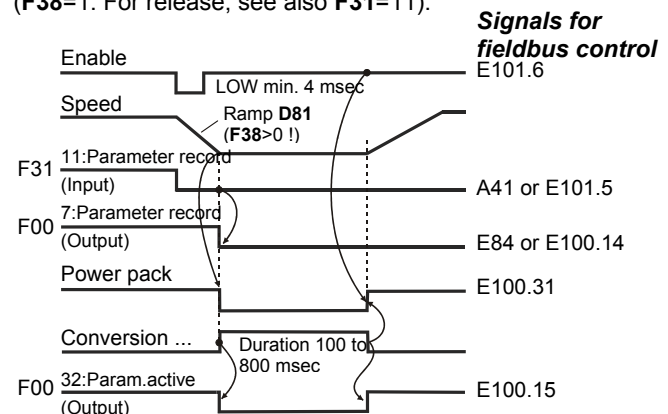 (F38=1. For release, see also F31=11).
Signals for
fieldbus control
Enable
E101.6
LOW min. 4 msec
Speed
Ramp D81
(F38>0 !)
F31
11:Parameter record
(Input)
A41 or E101.5
F00
7:Parameter record
(Output)
E84 or E100.14
Power pack
E100.31
Conversion ...
Duration 100 to
800 msec
F00
32:Param.active
(Output)
E100.15